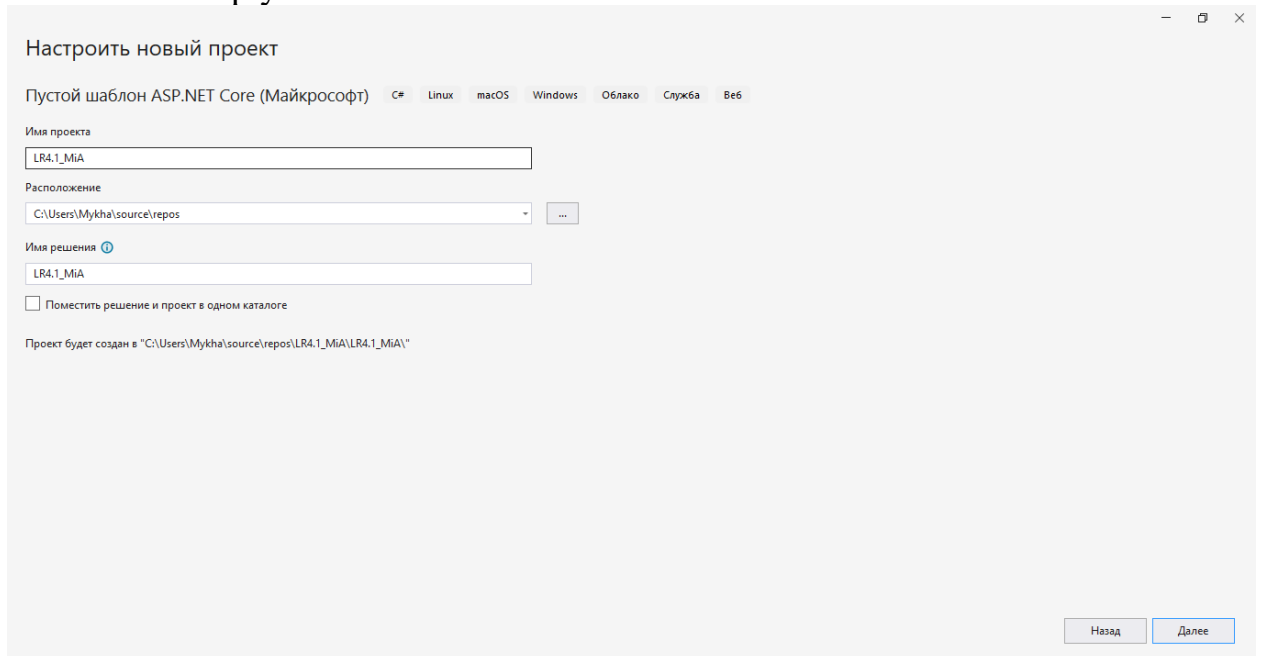 Настроить новый проект
Пустой шаблон ASP.NET Core (Майкрософт) C# Linux macOS Windows Облако Служба Веб
Имя проекта
LR4.1_MiA
Расположение
C:\Users\Mykha\source\repos
...
Имя решения
LR4.1_MiA
Поместить решение и проект в одном каталоге
Проект будет создан в "C:\Users\Mykha\source\repos\LR4.1_MiA\LR4.1_MiA\"
Назад Далее